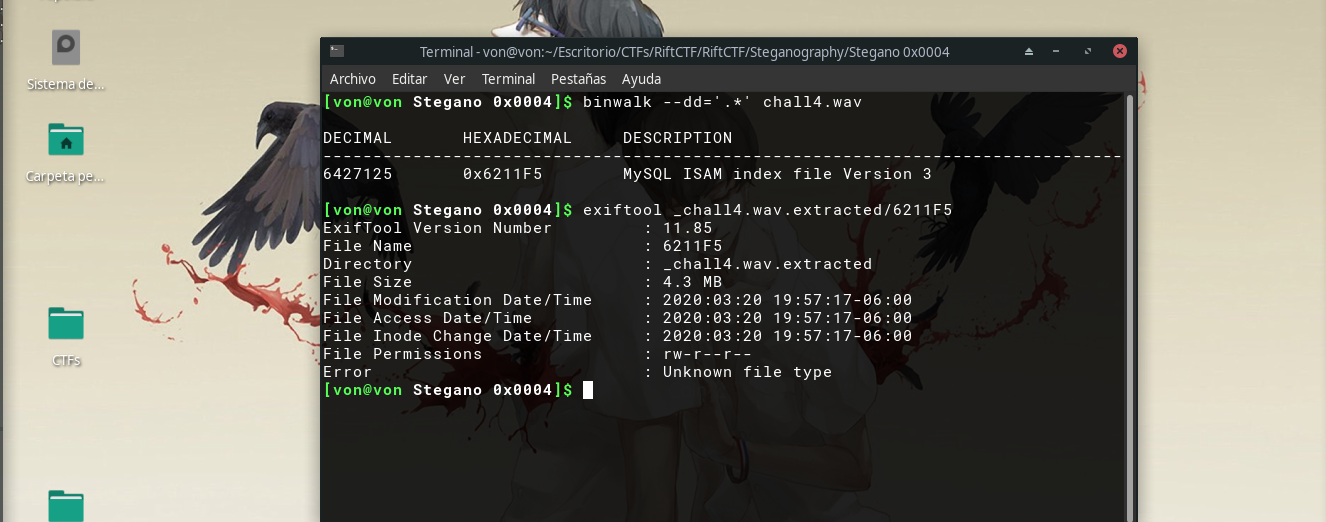 Sistema de...
Carpeta pe...
CTFs
Terminal - von@von:~/Escritorio/CTFs/RiftCTF/RiftCTF/Steganography/Stegano 0x0004
Archivo Editar Ver Terminal Pestañas Ayuda
[von@von Stegano 0x0004]$ binwalk --dd='.*' chall4.wav
DECIMAL HEXADECIMAL DESCRIPTION
--------------------------------------------------------------------------------
6427125 0x6211F5 MySQL ISAM index file Version 3
[von@von Stegano 0x0004]$ exiftool _chall4.wav.extracted/6211F5
ExifTool Version Number : 11.85
File Name : 6211F5
Directory : _chall4.wav.extracted
File Size : 4.3 MB
File Modification Date/Time : 2020:03:20 19:57:17-06:00
File Access Date/Time : 2020:03:20 19:57:17-06:00
File Inode Change Date/Time : 2020:03:20 19:57:17-06:00
File Permissions : rw-r--r--
Error : Unknown file type
[von@von Stegano 0x0004]$